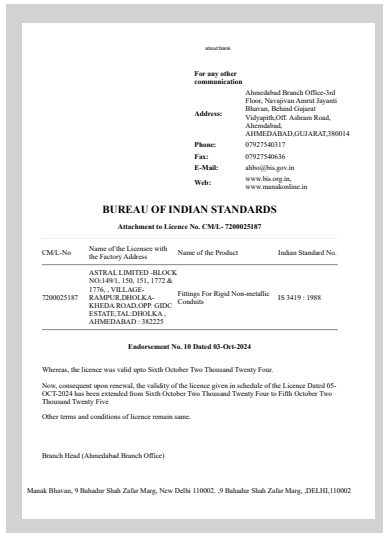 about:blank
For any other
communication
Address:
Ahmedabad Branch Office-3rd
Floor, Navajivan Amrut Jayanti
Bhavan, Behind Gujarat
Vidyapith,Off. Ashram Road,
Ahemdabad,
AHMEDABAD,GUJARAT,380014
Phone: 07927540317
Fax: 07927540636
E-Mail: ahbo@bis.gov.in
Web:
www.bis.org.in,
www.manakonline.in
BUREAU OF INDIAN STANDARDS
Attachment to Licence No. CM/L- 7200025187
CM/L-No
Name of the Licensee with
the Factory Address
Name of the Product
Indian Standard No.
7200025187
ASTRAL LIMITED -BLOCK
NO:149/1, 150, 151, 1772 &
1776, , VILLAGE-
RAMPUR,DHOLKA-
KHEDA ROAD,OPP. GIDC
ESTATE,TAL:DHOLKA ,
AHMEDABAD : 382225
Fittings For Rigid Non-metallic
Conduits
IS 3419 : 1988
Endorsement No. 10 Dated 03-Oct-2024
Whereas, the licence was valid upto Sixth October Two Thousand Twenty Four.
Now, consequent upon renewal, the validity of the licence given in schedule of the Licence Dated 05-
OCT-2024 has been extended from Sixth October Two Thousand Twenty Four to Fifth October Two
Thousand Twenty Five
Other terms and conditions of licence remain same.
Branch Head (Ahmedabad Branch Office)
Manak Bhavan, 9 Bahadur Shah Zafar Marg, New Delhi 110002. ,9 Bahadur Shah Zafar Marg, ,DELHI,110002